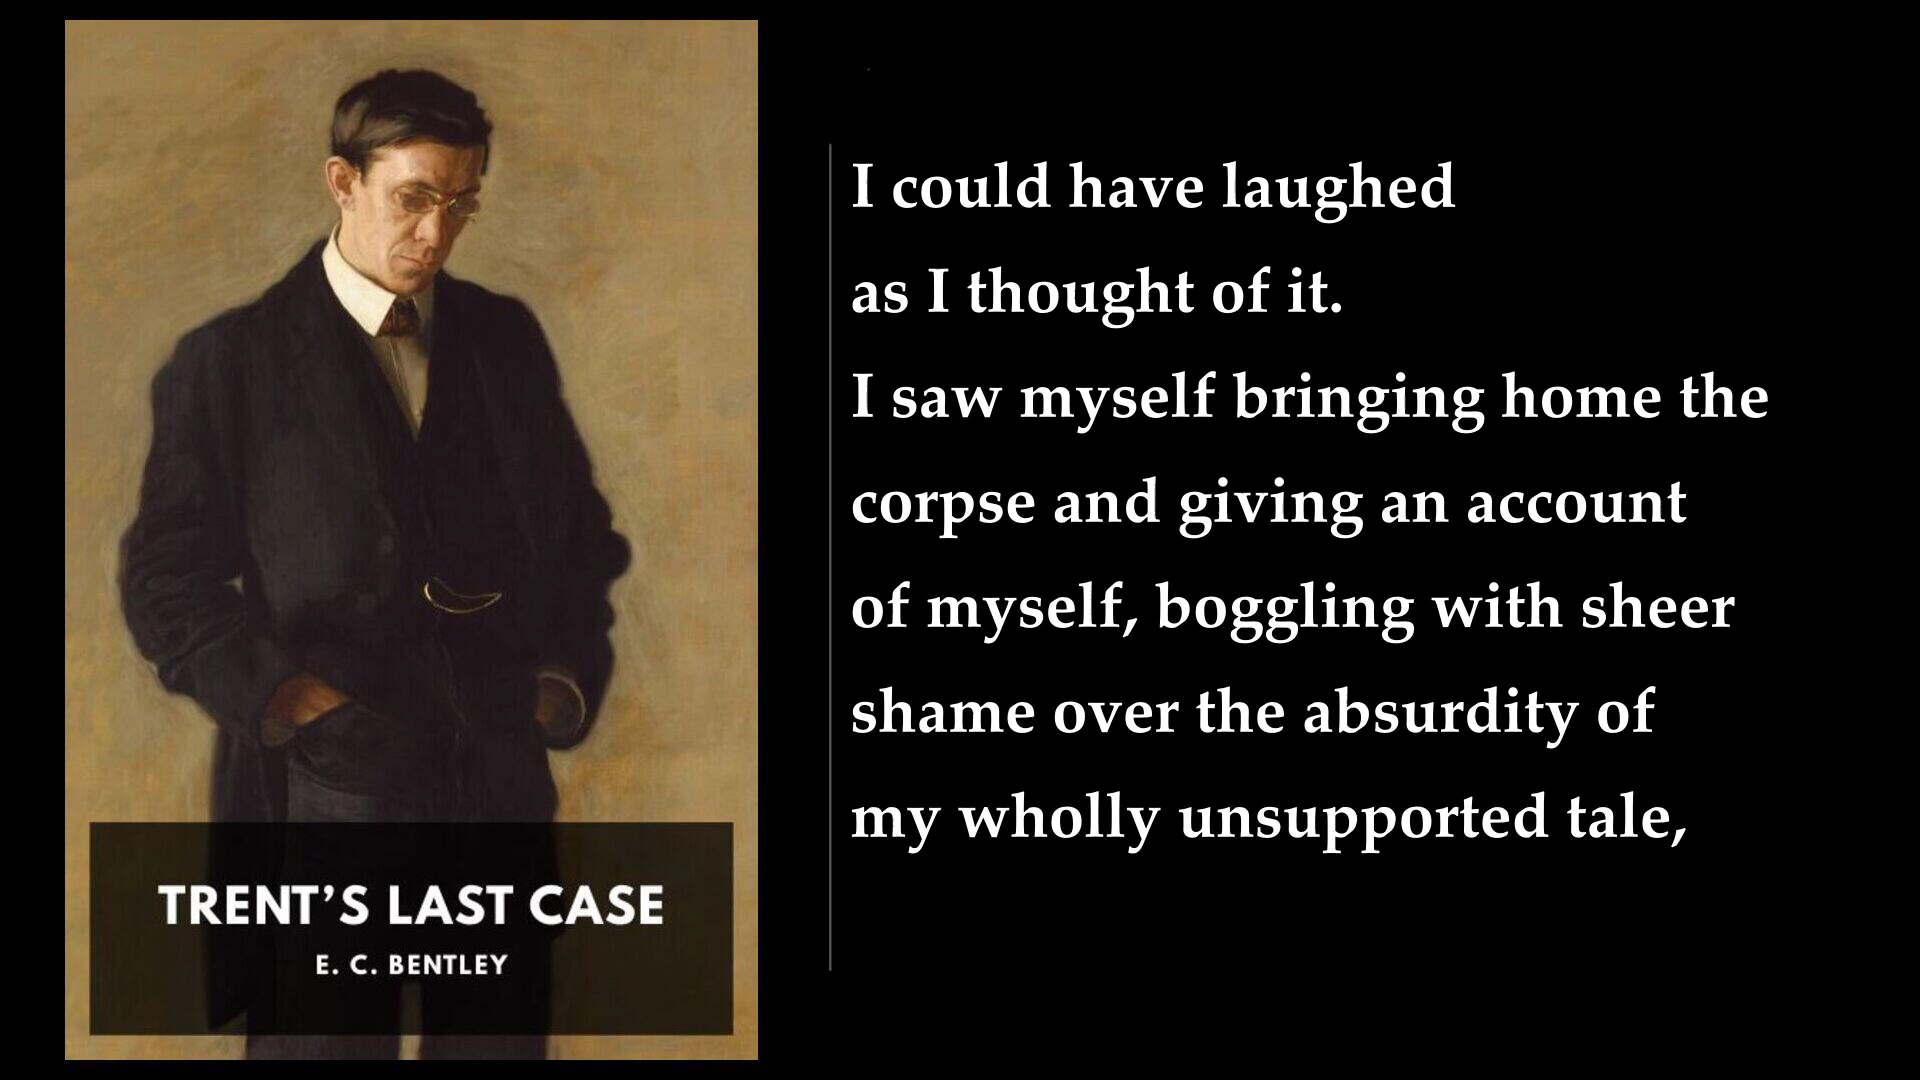 TRENT’S LAST CASE
E. C. BENTLEY
I could have laughed
as I thought of it.
I saw myself bringing home the
corpse and giving an account
of myself, boggling with sheer
shame over the absurdity of
my wholly unsupported tale,